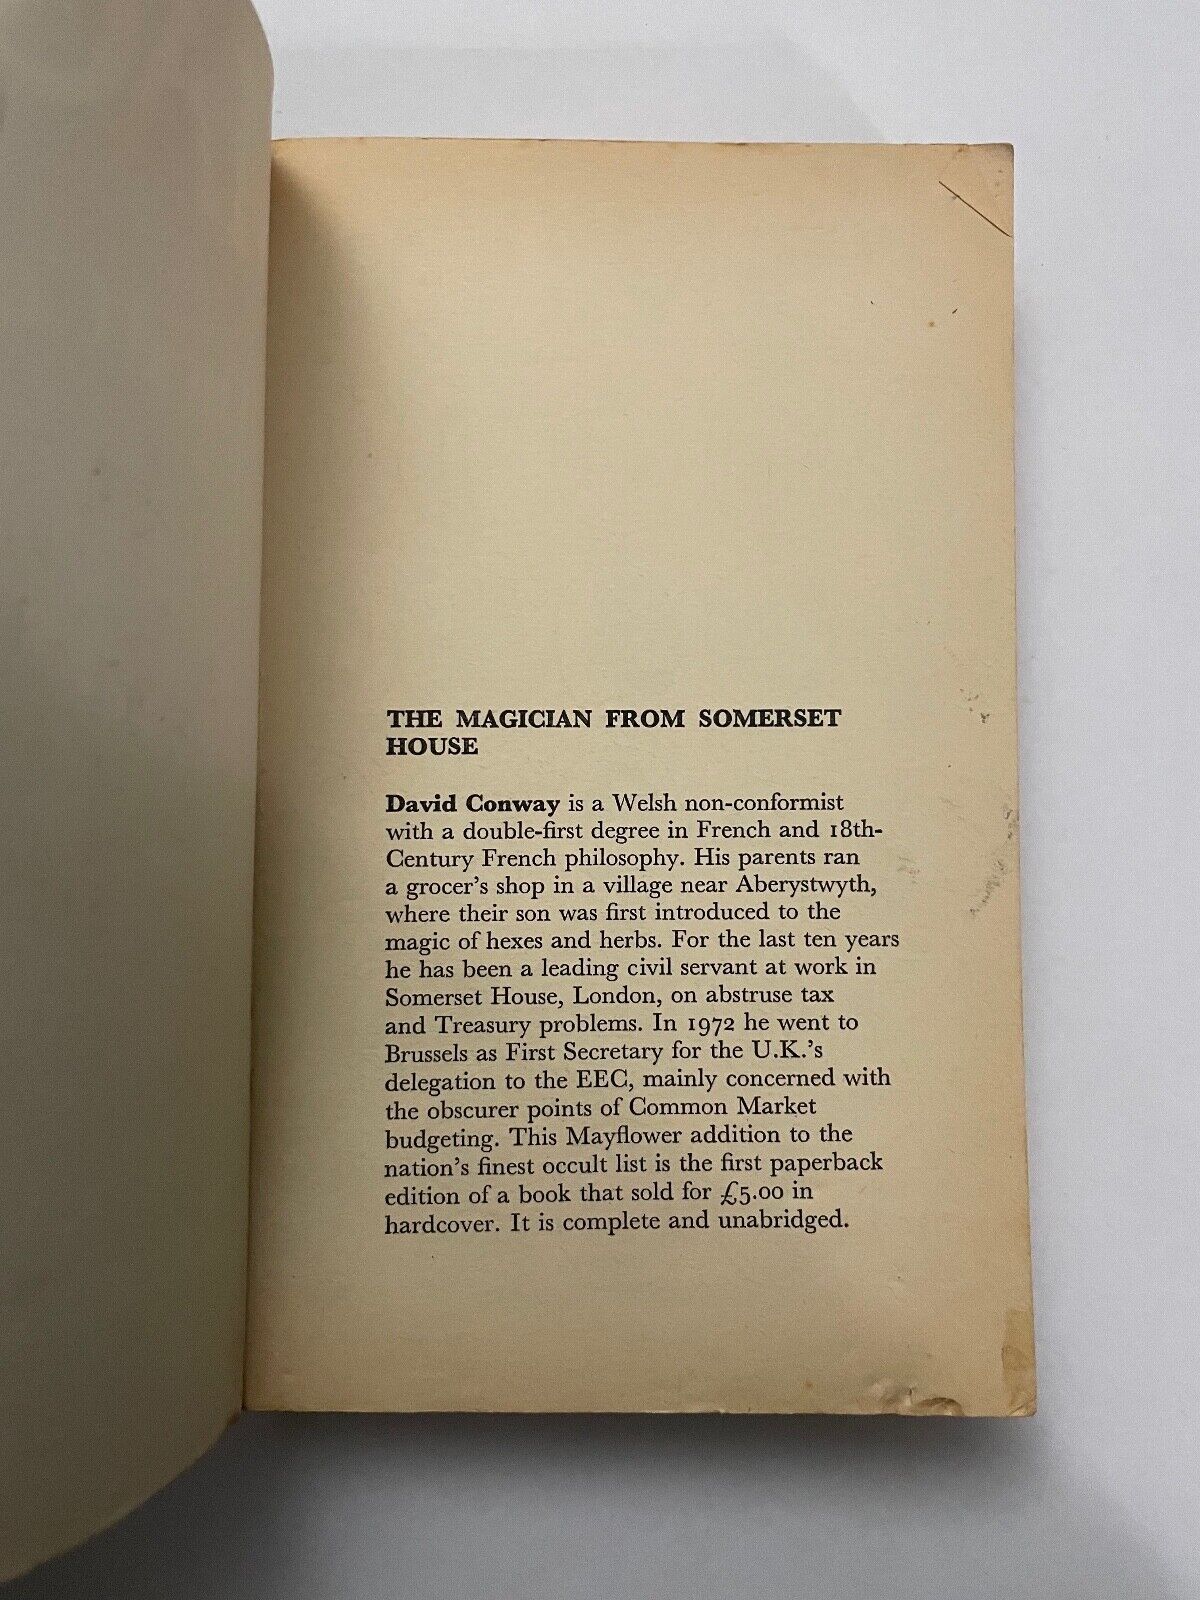 THE MAGICIAN FROM SOMERSET
HOUSE
David Conway is a Welsh non-conformist
with a double-first degree in French and 18th-
Century French philosophy. His parents ran
a grocer's shop in a village near Aberystwyth,
where their son was first introduced to the
magic of hexes and herbs. For the last ten years
he has been a leading civil servant at work in
Somerset House, London, on abstruse tax
and Treasury problems. In 1972 he went to
Brussels as First Secretary for the U.K.'s
delegation to the EEC, mainly concerned with
the obscurer points of Common Market
budgeting. This Mayflower addition to the
nation's finest occult list is the first paperback
edition of a book that sold for £5.00 in
hardcover. It is complete and unabridged.